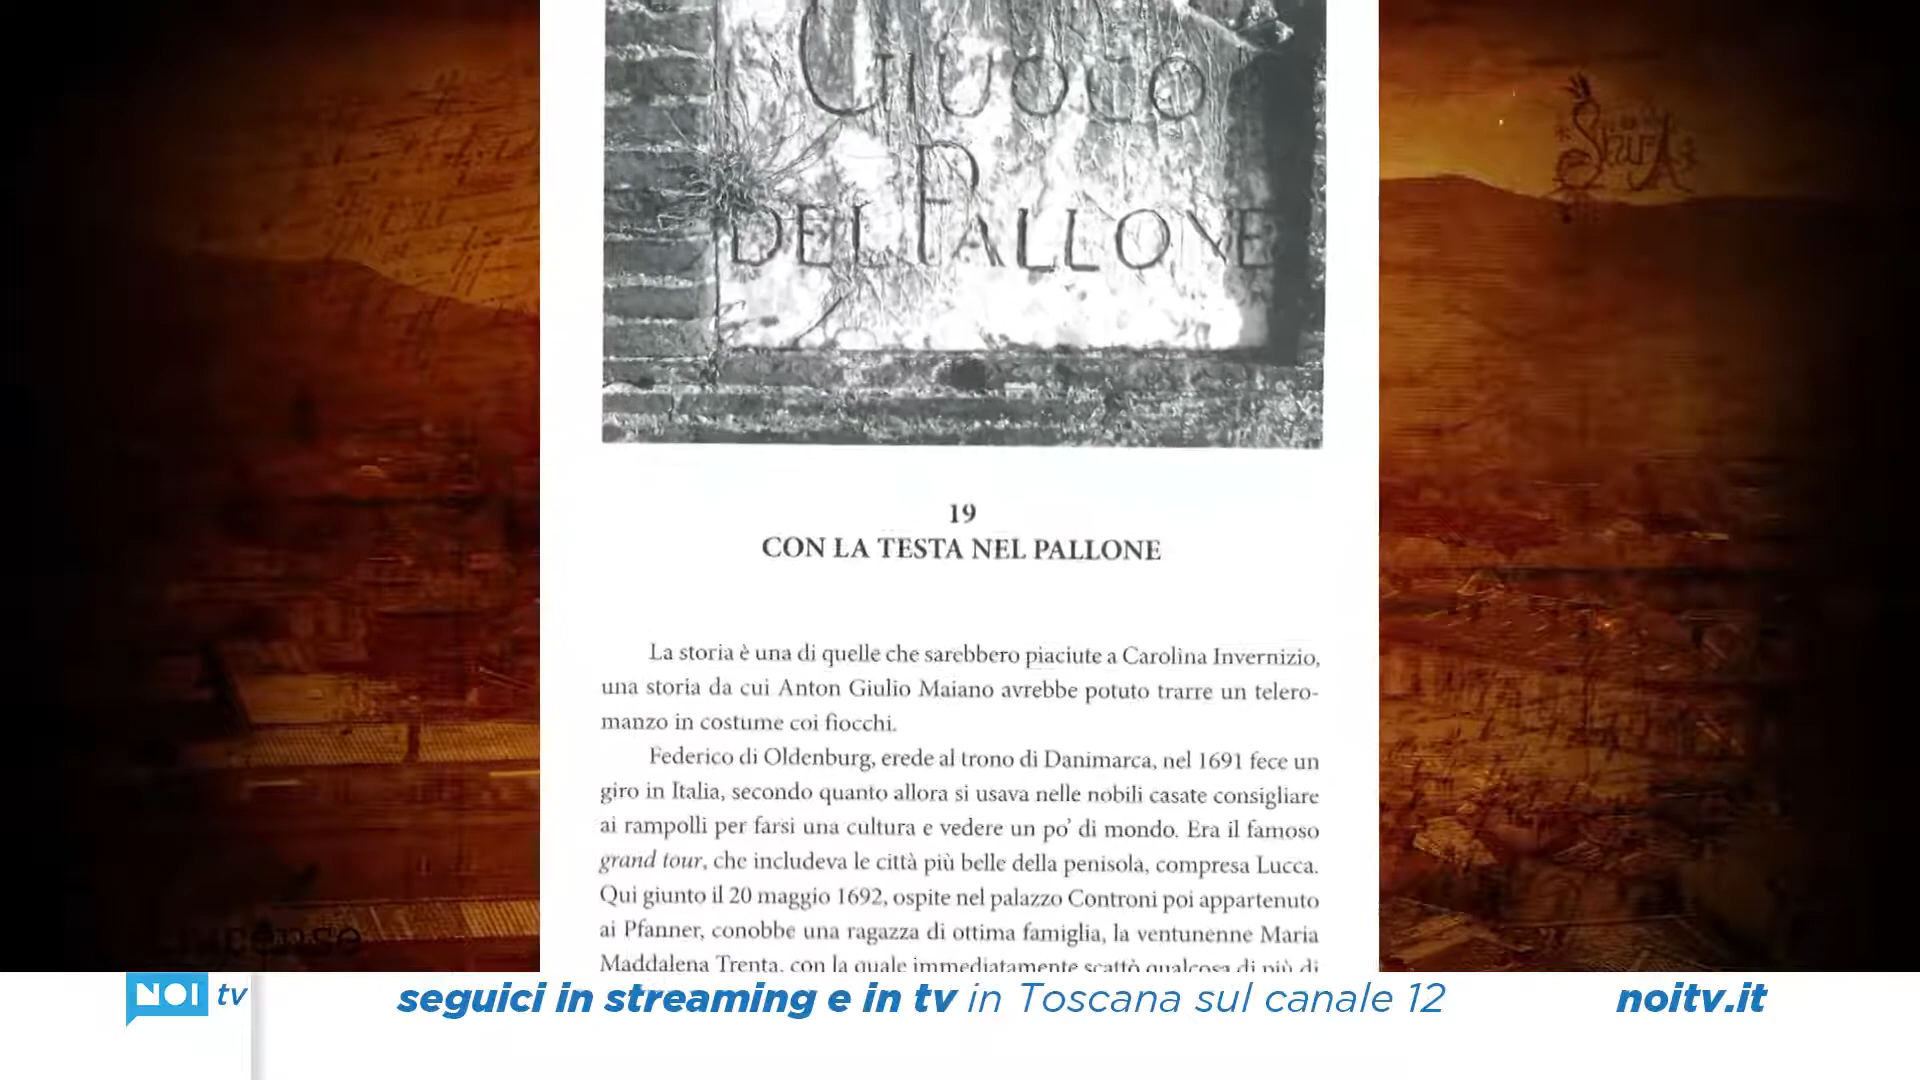 GIUOCO
DEL PALLONE
19
CON LA TESTA NEL PALLONE
La storia è una di quelle che sarebbero piaciute a Carolina Invernizio,
una storia da cui Anton Giulio Maiano avrebbe potuto trarre un telero-
manzo in costume coi fiocchi.
Federico di Oldenburg, erede al trono di Danimarca, nel 1691 fece un
giro in Italia, secondo quanto allora si usava nelle nobili casate consigliare
ai rampolli per farsi una cultura e vedere un po' di mondo. Era il famoso
grand tour, che includeva le città più belle della penisola, compresa Lucca.
Qui giunto il 20 maggio 1692, ospite nel palazzo Controni poi appartenuto
ai Pfanner, conobbe una ragazza di ottima famiglia, la ventunenne Maria
Maddalena Trenta, con la quale immediatamente scattò qualcosa di più di
NOI tv
seguici in streaming e in tv in Toscana sul canale 12
noitv.it